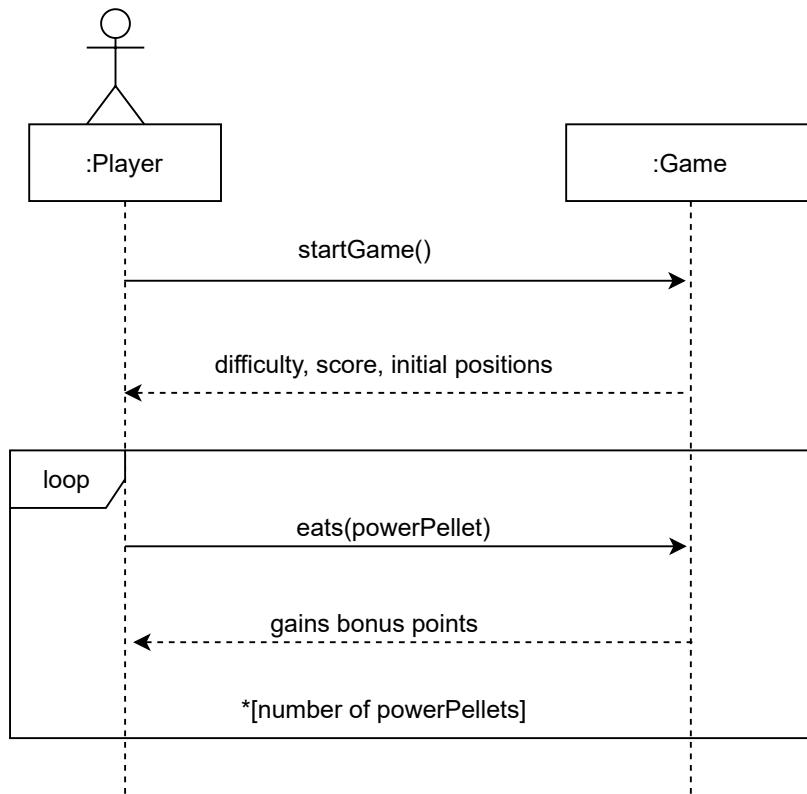 :Player
:Game
startGame()
difficulty, score, initial positions
loop
eats(powerPellet)
gains bonus points
*[number of powerPellets]